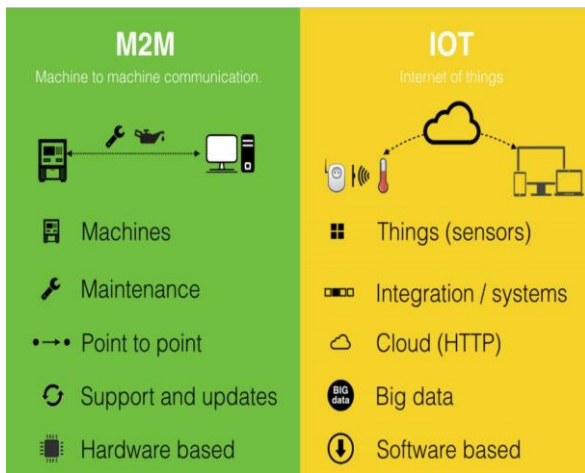 M2M
Machine to machine communication.
Machines
Maintenance
Point to point
Support and updates
Hardware based
IOT
Internet of things
Things (sensors)
Integration / systems
Cloud (HTTP)
BIG
data
Big data
Software based